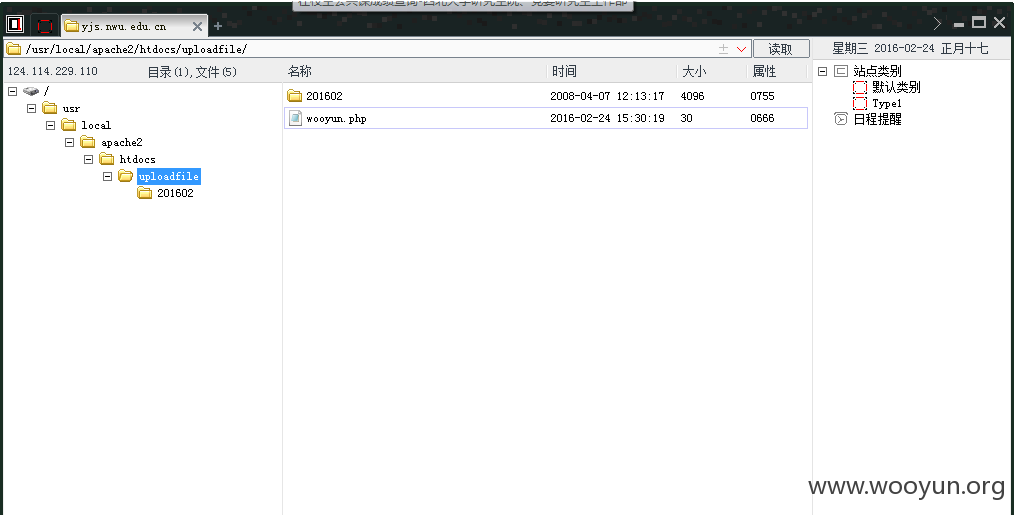 yjs.nwu.edu.cn
/usr/local/apache2/htdocs/uploadfile/
读取
星期三 2016-02-24 正月十七
124.114.229.110
目录(1),文件(5)
名称 时间 大小 属性
/
usr
local
apache2
htdocs
uploadfile
201602
201602 2008-04-07 12:13:17 4096 0755
wooyun.php 2016-02-24 15:30:19 30 0666
站点类别
默认类别
Type1
日程提醒
www.wooyun.org